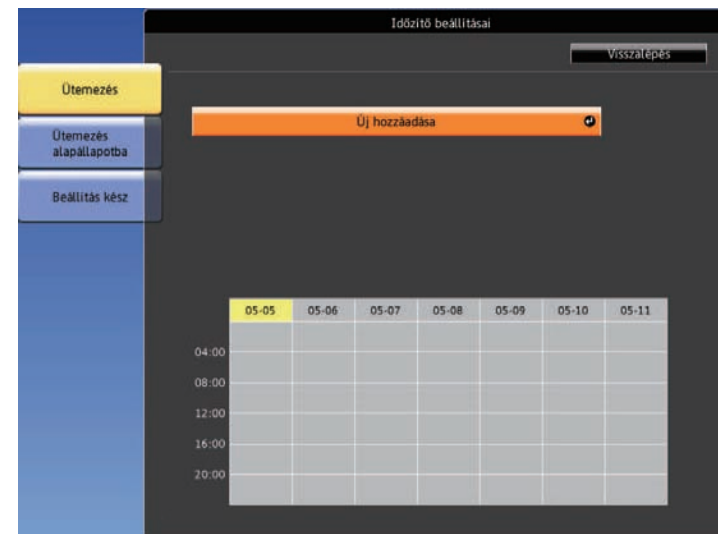 Időzítő beállításai
Visszalépés
Ütemezés
Új hozzáadása
Ütemezés
alapállapotba
Beállítás kész
05-05 05-06 05-07 05-08 05-09 05-10 05-11
04:00
08:00
12:00
16:00
20:00